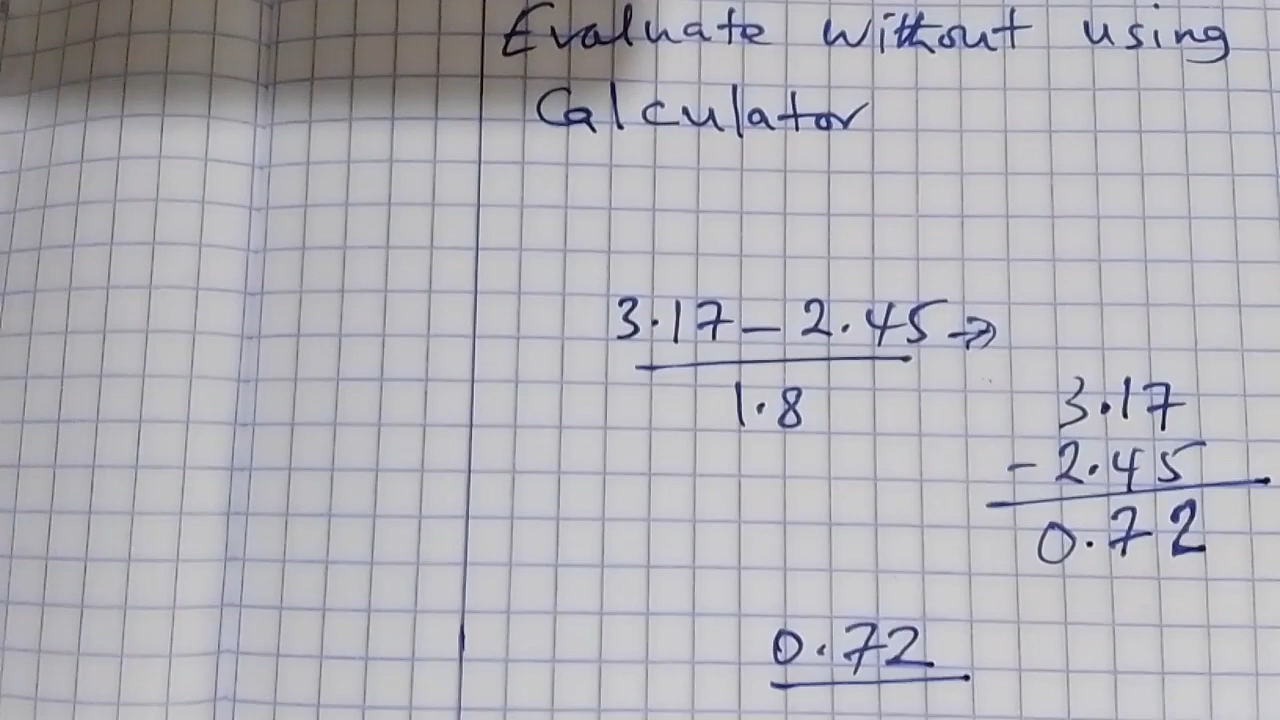 Evaluate without using
Calculator
3.17 - 2.45 →
1.8
3.17
- 2.45
0.72
0.72